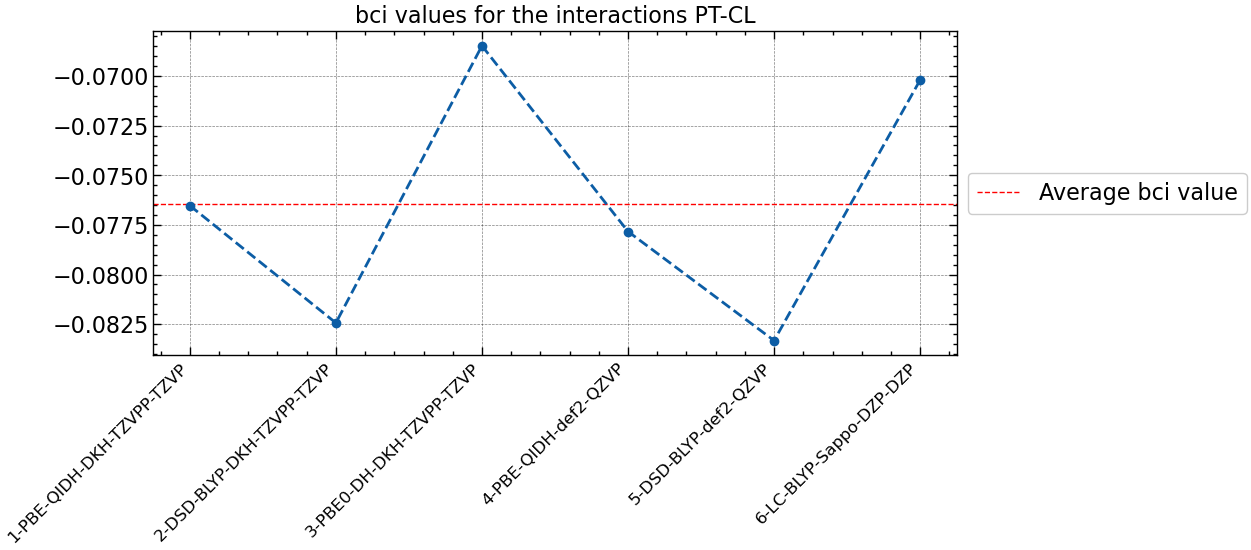 bci values for the interactions PT-CL
−0.0700
−0.0725
−0.0750
−0.0775
−0.0800
−0.0825
Average bci value
1-PBE-QIDH-DKH-TZVPP-TZVP
2-DSD-BLYP-DKH-TZVPP-TZVP
3-PBE0-DH-DKH-TZVPP-TZVP
4-PBE-QIDH-def2-QZVP
5-DSD-BLYP-def2-QZVP
6-LC-BLYP-Sappo-DZP-DZP